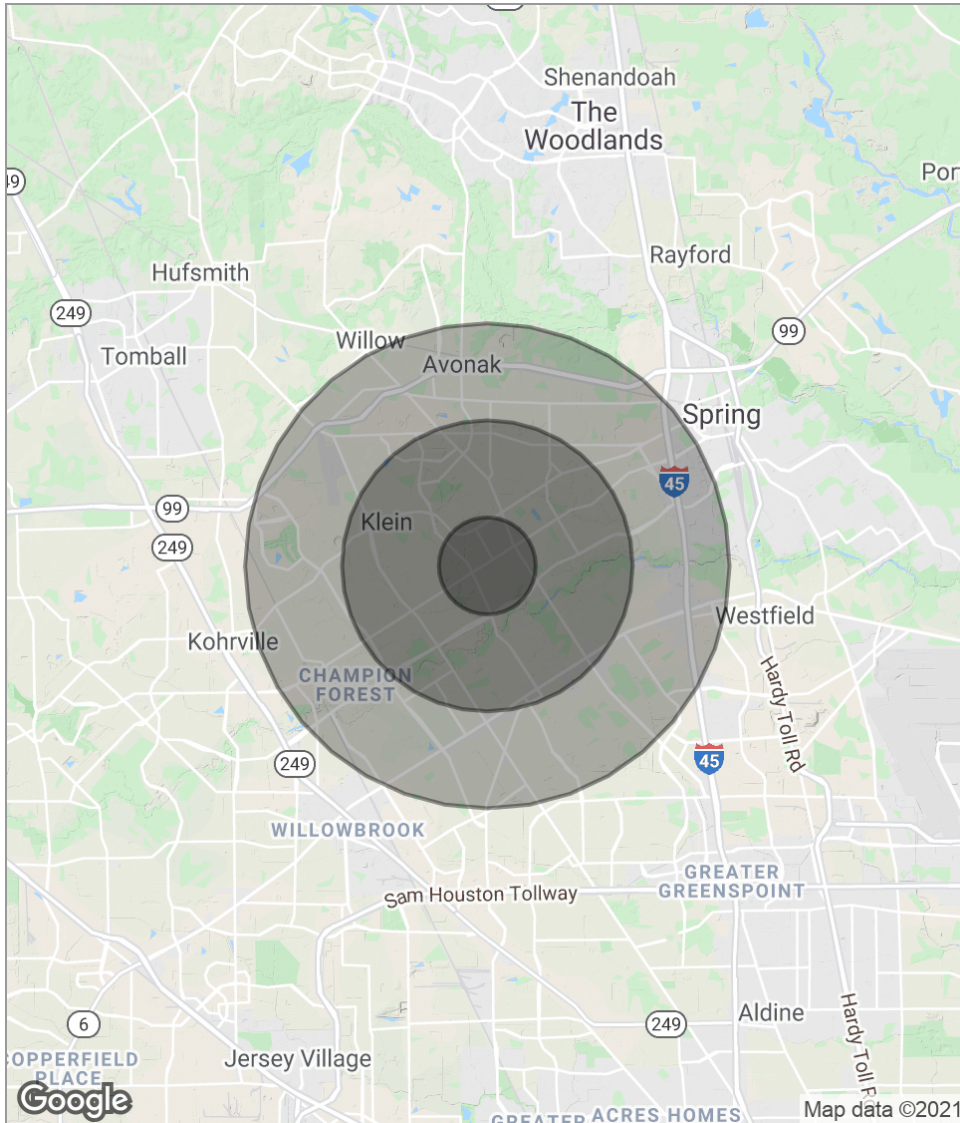 Shenandoah
The
Woodlands
49
Por
Rayford
Hufsmith
249
99
Willow
Tomball
Avonak
Spring
45
99
Klein
249
Westfield
Kohrville
CHAMPION
FOREST
Hardy Toll Rd
249
45
WILLOWBROOK
GREATER
GREENSPOINT
Sam Houston Tollway
6
249
Aldine
Hardy Toll R
Jersey Village
COPPERFIELD
PLACE
Google
GREATER
ACRES HOMES
Map data ©2021